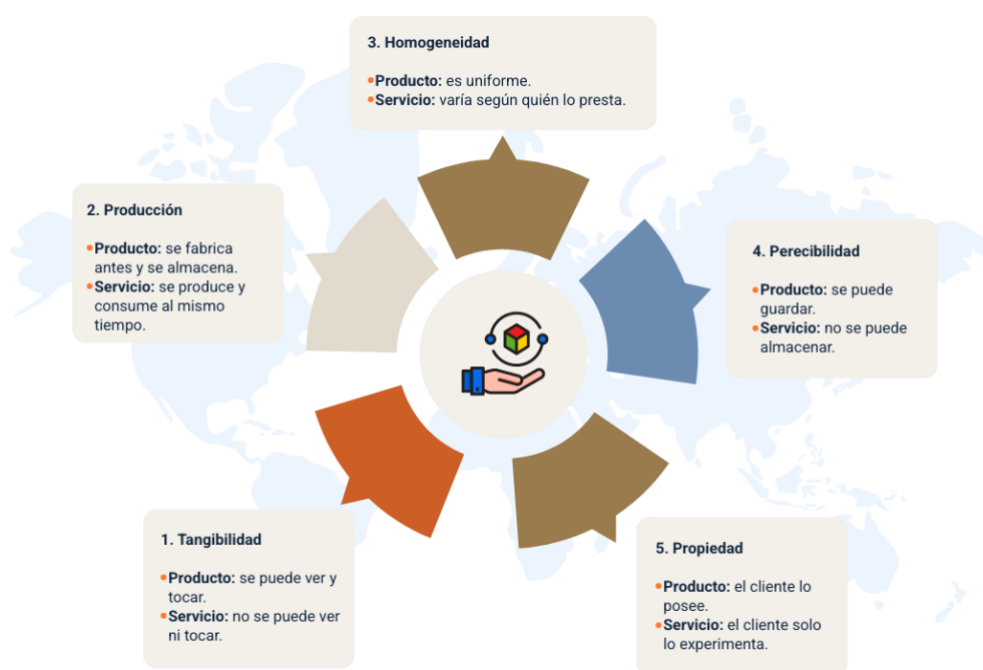 3. Homogeneidad
•Producto: es uniforme.
•Servicio: varía según quién lo presta.
2. Producción
•Producto: se fabrica
antes y se almacena.
•Servicio: se produce y
consume al mismo
tiempo.
4. Perecibilidad
•Producto: se puede
guardar.
•Servicio: no se puede
almacenar.
1. Tangibilidad
•Producto: se puede ver y
tocar.
•Servicio: no se puede ver
ni tocar.
5. Propiedad
•Producto: el cliente lo
posee.
•Servicio: el cliente solo
lo experimenta.